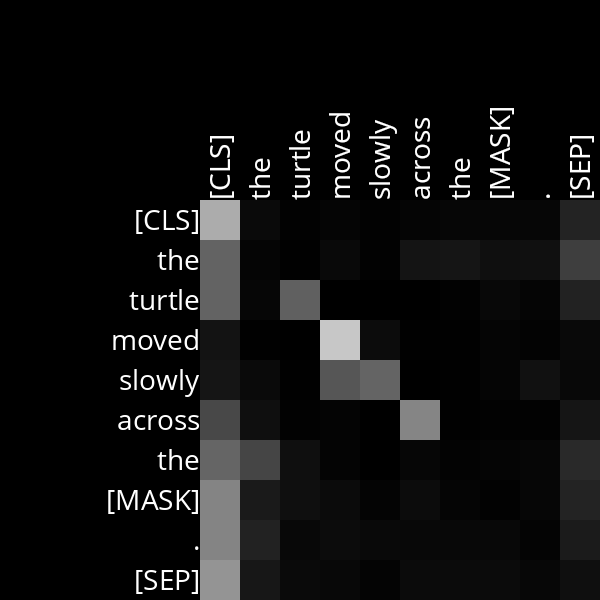 [CLS] the turtle moved slowly across the [MASK] . [SEP]
[CLS]
the
turtle
moved
slowly
across
the
[MASK]
.
[SEP]